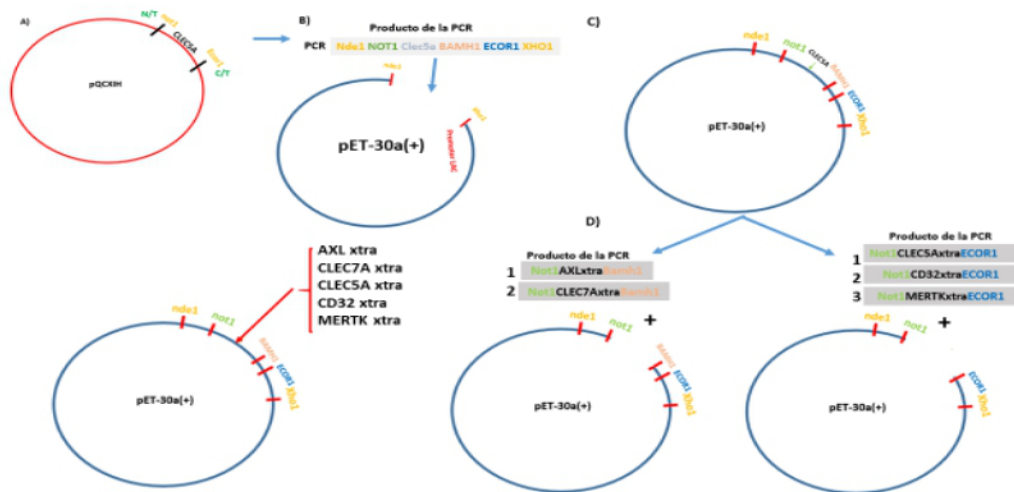 A)
N/T
not1
CLEC5A
Ecor1
C/T
pQCXIH
B)
Producto de la PCR
PCR Nde1 NOT1 Clec5a BAMH1 ECOR1 XHO1
nde1
xho1
Promoter LAC
pET-30a(+)
C)
nde1
not1
CLEC5A
BAMH1
ECOR1
Xho1
pET-30a(+)
D)
Producto de la PCR
1 Not1AXLxtraBamh1
2 Not1CLEC7AxtraBamh1
+
nde1
not1
BAMH1
ECOR1
Xho1
pET-30a(+)
Producto de la PCR
1 Not1CLEC5AxtraECOR1
2 Not1CD32xtraECOR1
3 Not1MERTKxtraECOR1
+
nde1
not1
ECOR1
Xho1
pET-30a(+)
AXL xtra
CLEC7A xtra
CLEC5A xtra
CD32 xtra
MERTK xtra
nde1
not1
BAMH1
ECOR1
Xho1
pET-30a(+)